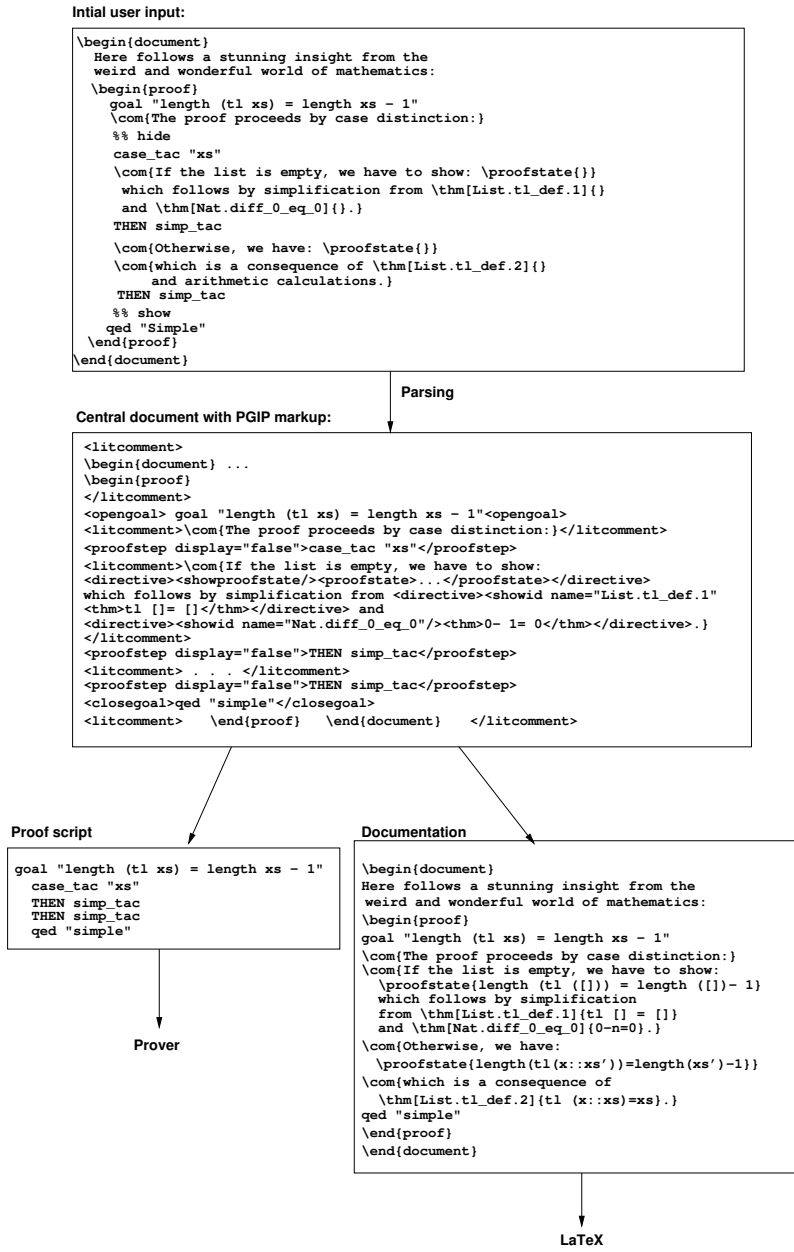 Intial user input:
\begin{document}
Here follows a stunning insight from the
weird and wonderful world of mathematics:
\begin{proof}
goal "length (tl xs) = length xs - 1"
\com{The proof proceeds by case distinction:}
%% hide
case_tac "xs"
\com{If the list is empty, we have to show: \proofstate{}}
which follows by simplification from \thm[List.tl_def.1]{}
and \thm[Nat.diff_0_eq_0]{}.}
THEN simp_tac
\com{Otherwise, we have: \proofstate{}}
\com{which is a consequence of \thm[List.tl_def.2]{}
and arithmetic calculations.}
THEN simp_tac
%% show
qed "Simple"
\end{proof}
\end{document}
Parsing
Central document with PGIP markup:
<litcomment>
\begin{document} ...
\begin{proof}
</litcomment>
<opengoal> goal "length (tl xs) = length xs - 1"<opengoal>
<litcomment>\com{The proof proceeds by case distinction:}</litcomment>
<proofstep display="false">case_tac "xs"</proofstep>
<litcomment>\com{If the list is empty, we have to show:
<directive><showproofstate/><proofstate>...</proofstate></directive>
which follows by simplification from <directive><showid name="List.tl_def.1"
<thm>tl []= []</thm></directive> and
<directive><showid name="Nat.diff_0_eq_0"/><thm>0- 1= 0</thm></directive>.}
</litcomment>
<proofstep display="false">THEN simp_tac</proofstep>
<litcomment> . . . </litcomment>
<proofstep display="false">THEN simp_tac</proofstep>
<closegoal>qed "simple"</closegoal>
<litcomment> \end{proof} \end{document} </litcomment>
Proof script
goal "length (tl xs) = length xs - 1"
case_tac "xs"
THEN simp_tac
THEN simp_tac
qed "simple"
Prover
Documentation
\begin{document}
Here follows a stunning insight from the
weird and wonderful world of mathematics:
\begin{proof}
goal "length (tl xs) = length xs - 1"
\com{The proof proceeds by case distinction:}
\com{If the list is empty, we have to show:
\proofstate{length (tl ([])) = length ([])- 1}
which follows by simplification
from \thm[List.tl_def.1]{tl [] = []}
and \thm[Nat.diff_0_eq_0]{0-n=0}.}
\com{Otherwise, we have:
\proofstate{length(tl(x::xs'))=length(xs')-1}}
\com{which is a consequence of
\thm[List.tl_def.2]{tl (x::xs)=xs}.}
qed "simple"
\end{proof}
\end{document}
LaTeX